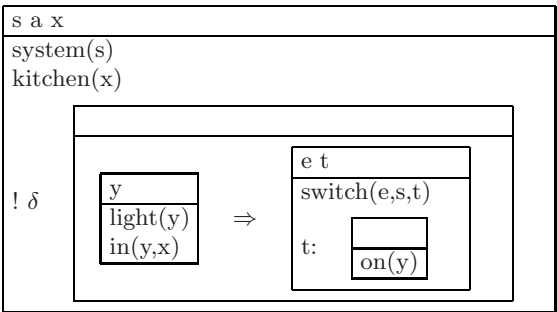 s a x
system(s)
kitchen(x)
! δ
y
light(y)
in(y,x)
⇒
e t
switch(e,s,t)
t:
on(y)